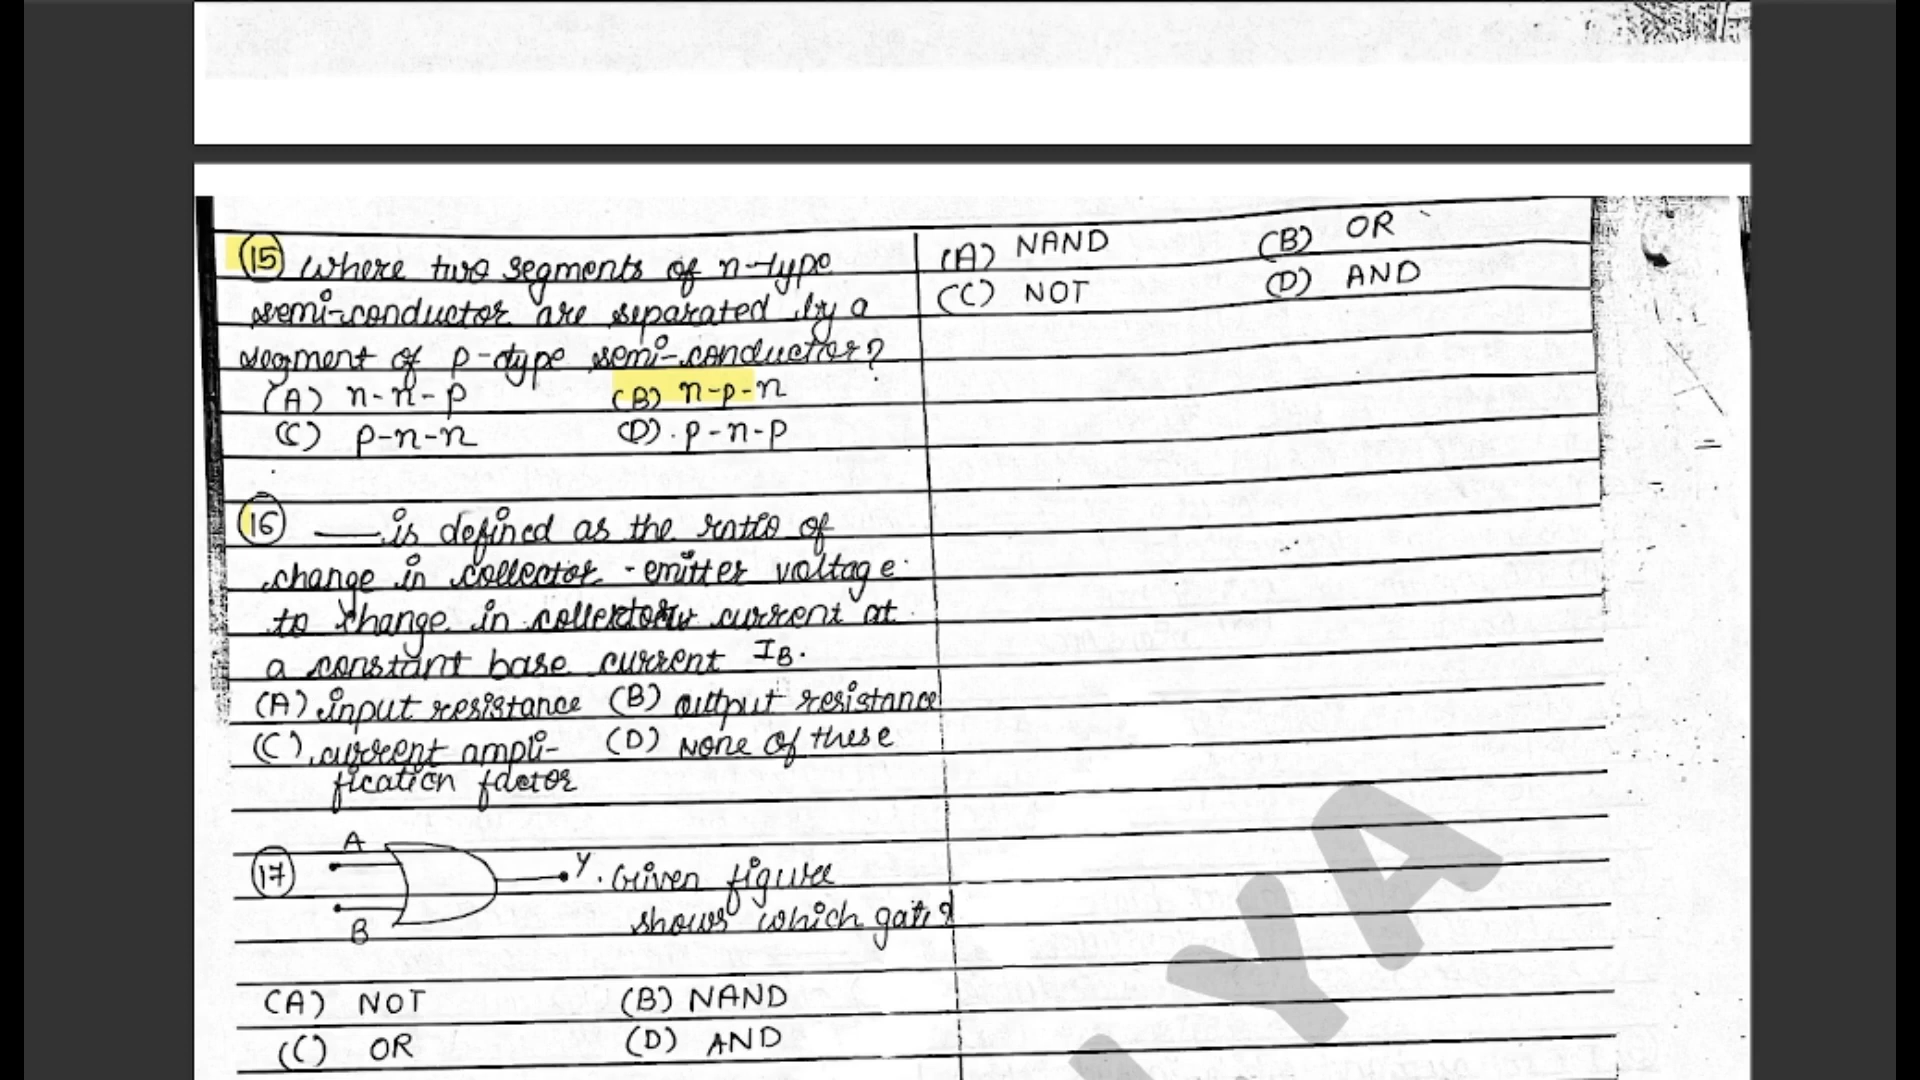 (15) Where two segments of n-type
semi-conductor are separated by a
segment of p-type semi-conductor?
(A) n-n-p (B) n-p-n
(C) p-n-n (D). p-n-p
(16) ___ is defined as the ratio of
change in collector-emitter voltage
to change in current at
a constant base current IB.
(A) input resistance (B) output resistance
(C) current ampli- (D) None of these
fication factor
(17) A
B
Y. Given figure
shows which gate?
(A) NOT (B) NAND
(C) OR (D) AND
(A) NAND (B) OR
(C) NOT (D) AND
YA